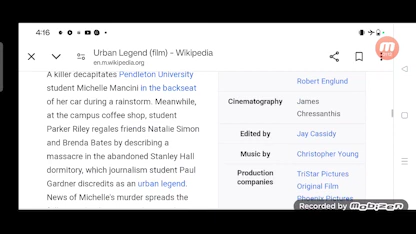 4:16
Urban Legend (film) - Wikipedia
en.m.wikipedia.org
A killer decapitates Pendleton University
student Michelle Mancini in the backseat
of her car during a rainstorm. Meanwhile,
at the campus coffee shop, student
Parker Riley regales friends Natalie Simon
and Brenda Bates by describing a
massacre in the abandoned Stanley Hall
dormitory, which journalism student Paul
Gardner discredits as an urban legend.
News of Michelle's murder spreads the
Robert Englund
Cinematography James
Chressanthis
Edited by Jay Cassidy
Music by Christopher Young
Production TriStar Pictures
companies Original Film
Phoenix Pictures
Recorded by mobizen